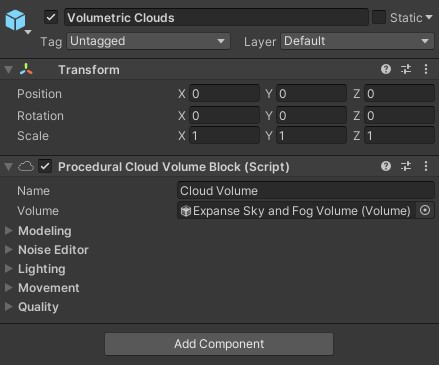 Volumetric Clouds Static
Tag Untagged Layer Default
Transform
Position X 0 Y 0 Z 0
Rotation X 0 Y 0 Z 0
Scale X 1 Y 1 Z 1
Procedural Cloud Volume Block (Script)
Name Cloud Volume
Volume Expanse Sky and Fog Volume (Volume)
Modeling
Noise Editor
Lighting
Movement
Quality
Add Component